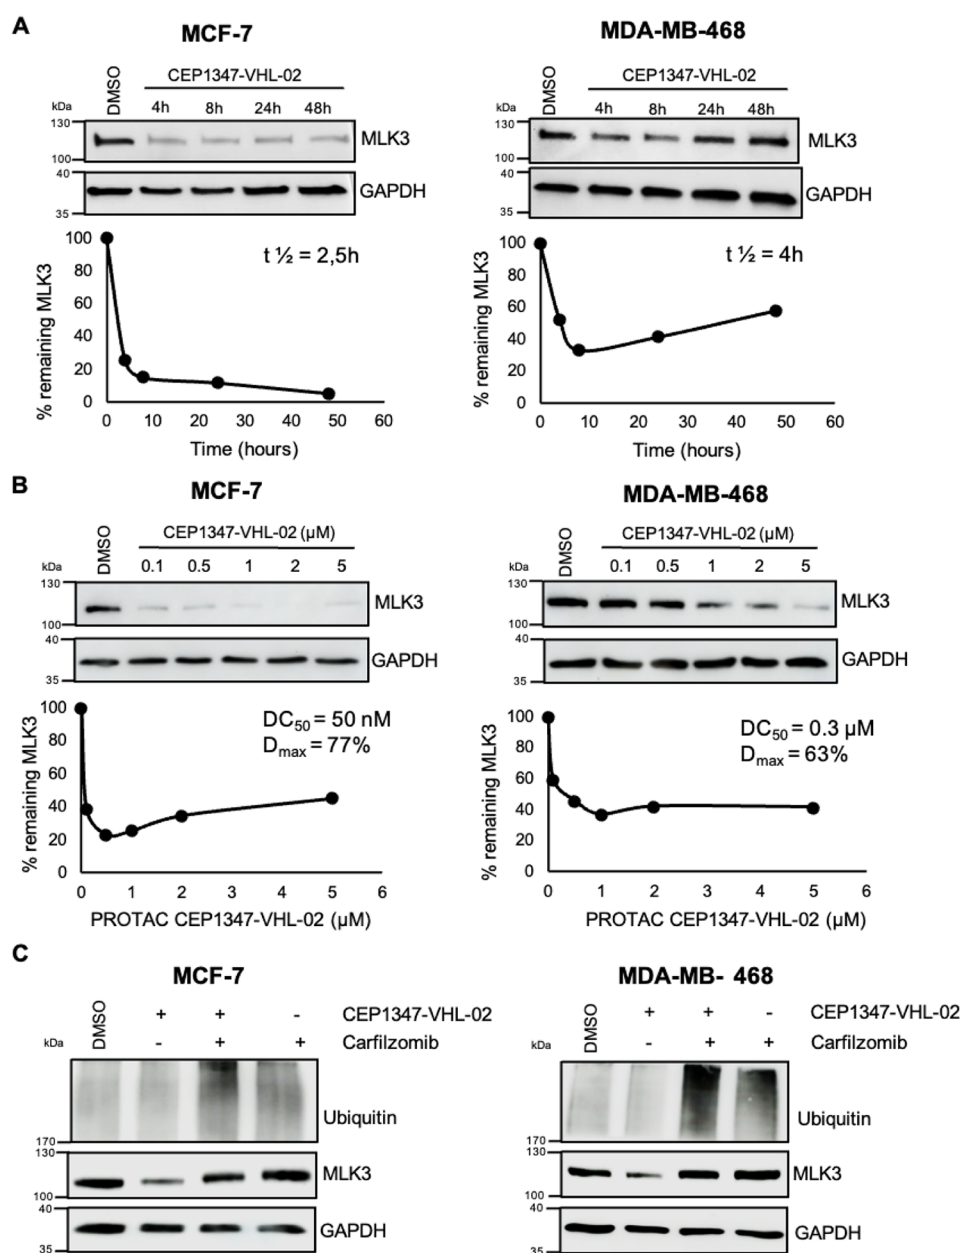 A
MCF-7
MDA-MB-468
DMSO
CEP1347-VHL-02
kDa
4h 8h 24h 48h
130
100
MLK3
40
35
GAPDH
DMSO
CEP1347-VHL-02
kDa
4h 8h 24h 48h
130
100
MLK3
40
35
GAPDH
% remaining MLK3
100
80
60
40
20
0
t ½ = 2,5h
0 10 20 30 40 50 60
Time (hours)
% remaining MLK3
100
80
60
40
20
0
t ½ = 4h
0 10 20 30 40 50 60
Time (hours)
B
MCF-7
MDA-MB-468
DMSO
CEP1347-VHL-02 (µM)
kDa
0.1 0.5 1 2 5
130
100
MLK3
40
35
GAPDH
DMSO
CEP1347-VHL-02 (µM)
kDa
0.1 0.5 1 2 5
130
100
MLK3
40
35
GAPDH
% remaining MLK3
100
80
60
40
20
0
DC50 = 50 nM
Dmax = 77%
0 1 2 3 4 5 6
PROTAC CEP1347-VHL-02 (µM)
% remaining MLK3
100
80
60
40
20
0
DC50 = 0.3 µM
Dmax = 63%
0 1 2 3 4 5 6
PROTAC CEP1347-VHL-02 (µM)
C
MCF-7
MDA-MB- 468
DMSO
+ + - CEP1347-VHL-02
kDa
- + + Carfilzomib
Ubiquitin
170
130
MLK3
100
40
GAPDH
35
DMSO
+ + - CEP1347-VHL-02
kDa
- + + Carfilzomib
Ubiquitin
170
130
MLK3
100
40
GAPDH
35